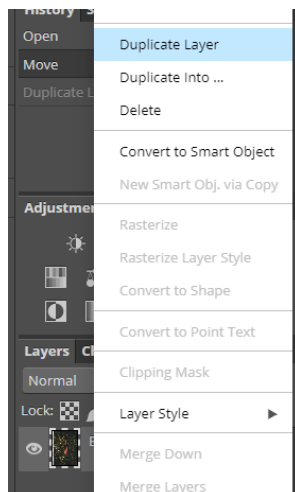 History
Open
Move
Duplicate L
Duplicate Layer
Duplicate Into ...
Delete
Convert to Smart Object
New Smart Obj. via Copy
Rasterize
Rasterize Layer Style
Convert to Shape
Convert to Point Text
Clipping Mask
Layer Style
Merge Down
Merge Layers
Adjustme
Layers
Normal
Lock: